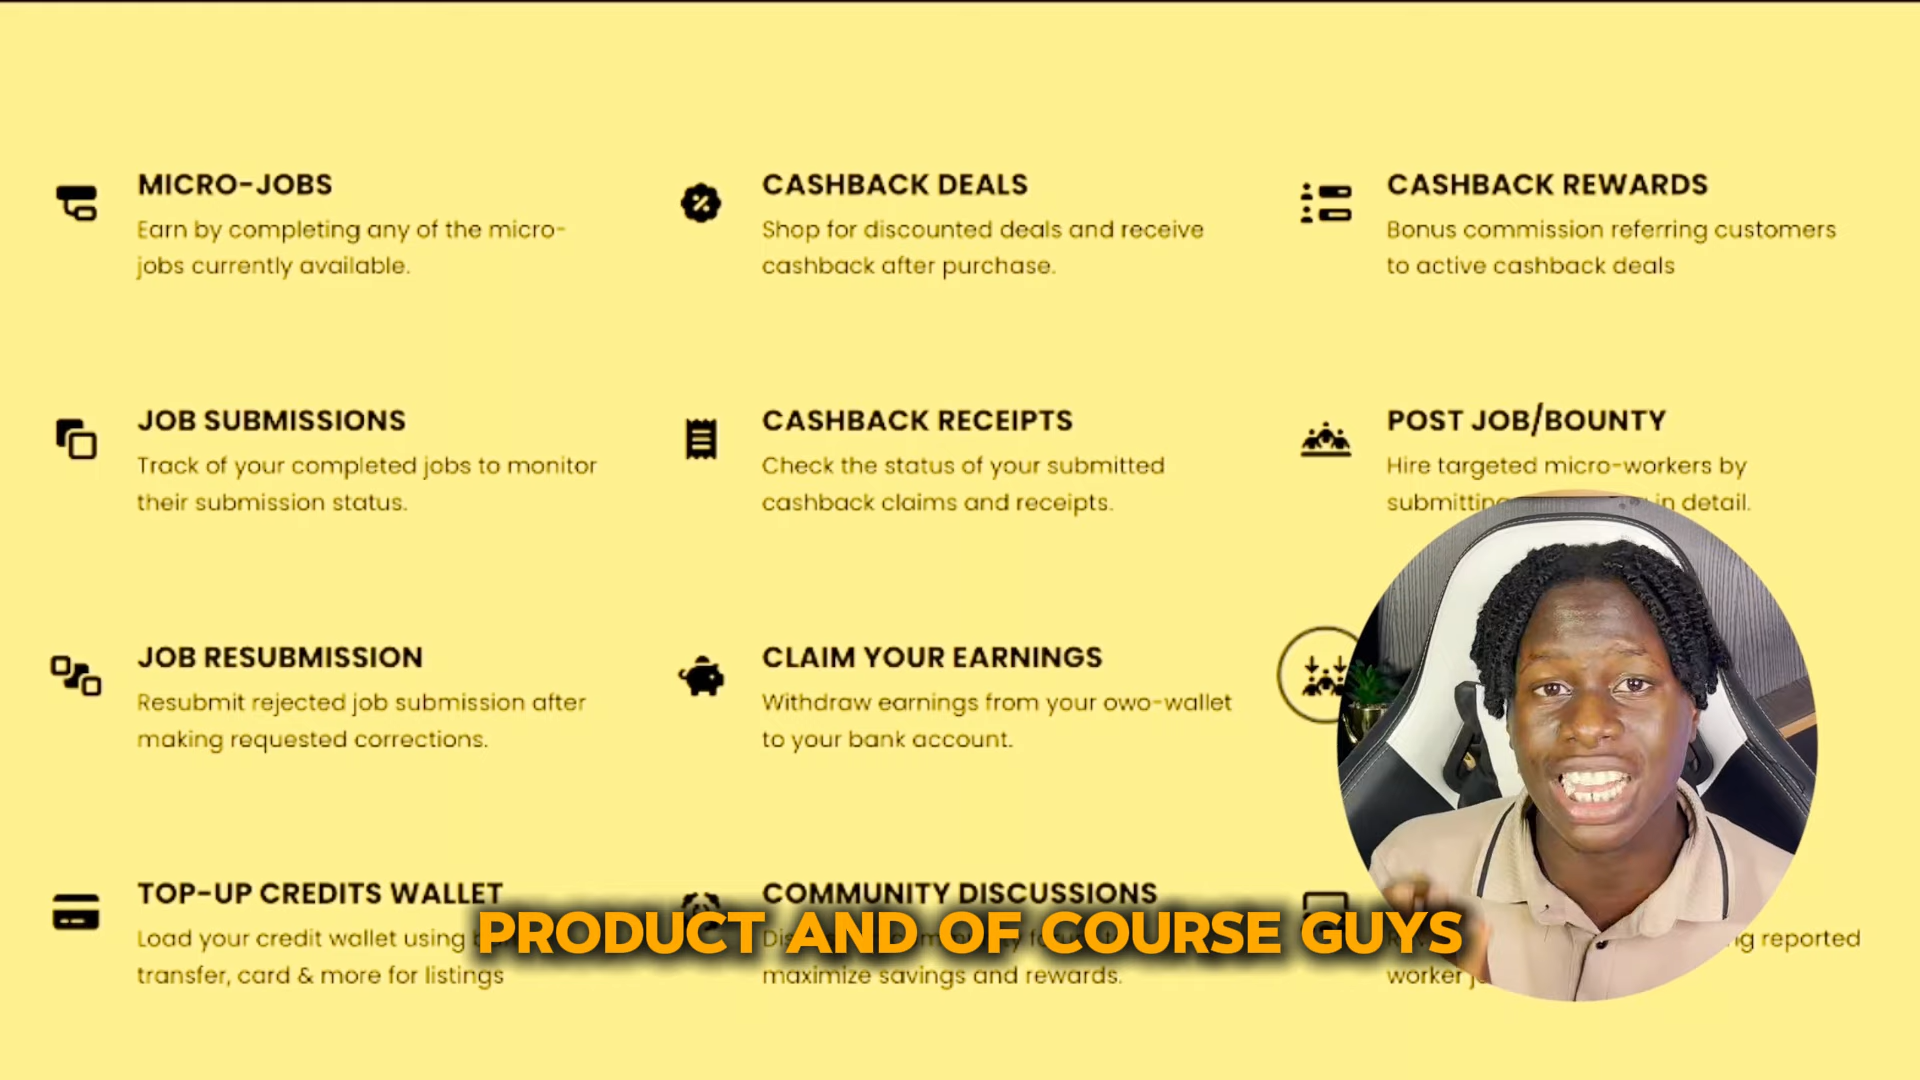 MICRO-JOBS
Earn by completing any of the micro-
jobs currently available.
CASHBACK DEALS
Shop for discounted deals and receive
cashback after purchase.
CASHBACK REWARDS
Bonus commission referring customers
to active cashback deals
JOB SUBMISSIONS
Track of your completed jobs to monitor
their submission status.
CASHBACK RECEIPTS
Check the status of your submitted
cashback claims and receipts.
POST JOB/BOUNTY
Hire targeted micro-workers by
in detail.
JOB RESUBMISSION
Resubmit rejected job submission after
making requested corrections.
CLAIM YOUR EARNINGS
Withdraw earnings from your owo-wallet
to your bank account.
TOP-UP CREDITS WALLET
Load your credit wallet using
transfer, card & more for listings
COMMUNITY DISCUSSIONS
maximize savings and rewards.
reported
worker
PRODUCT AND OF COURSE GUYS